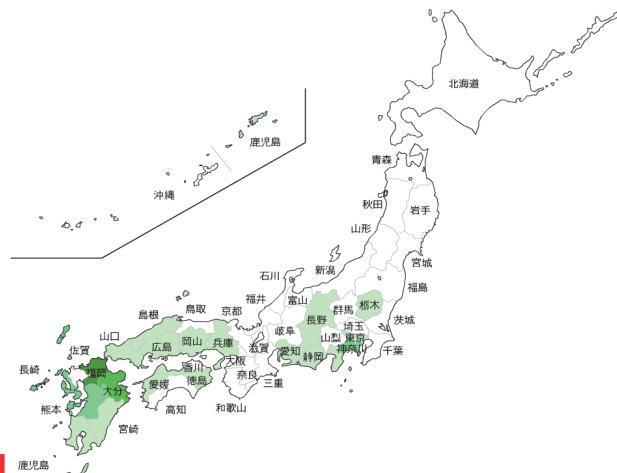 北海道
鹿児島
青森
沖縄
秋田
岩手
山形
宮城
新潟
石川
福島
富山
福井
栃木
鳥取
島根
京都
群馬
長野
茨城
埼玉
岐阜
山口
岡山
兵庫
広島
滋賀
山梨
東京
佐賀
愛知
静岡
神奈川
千葉
大阪
香川
長崎
福岡
奈良
徳島
愛媛
三重
大分
熊本
高知
和歌山
宮崎
鹿児島